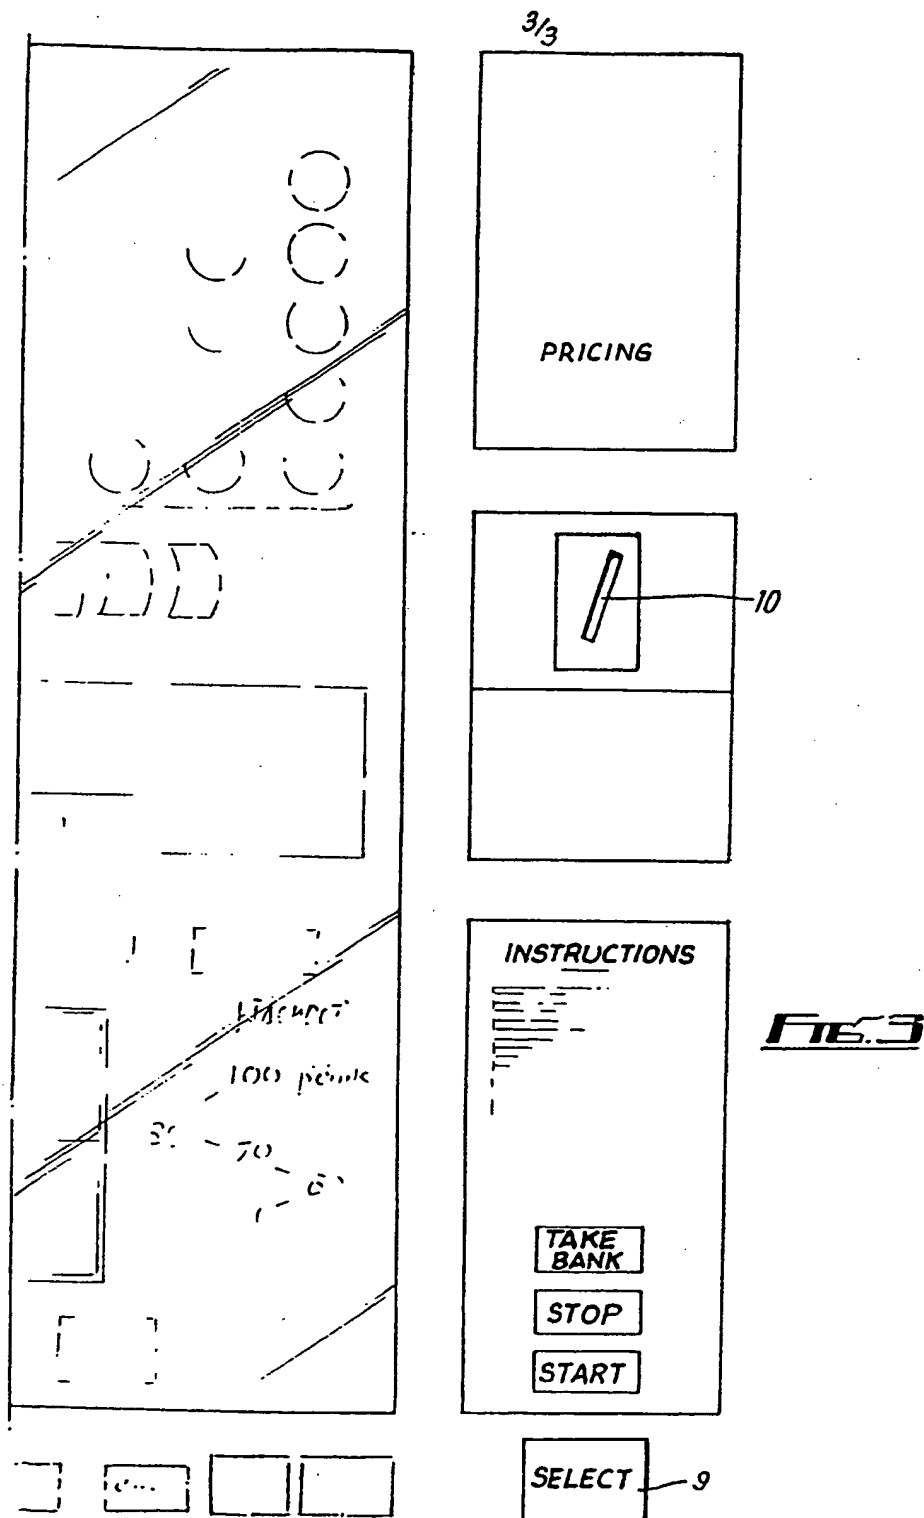 3/3
PRICING
10
INSTRUCTIONS
FIG. 3
100
70
TAKE
BANK
STOP
START
SELECT
9